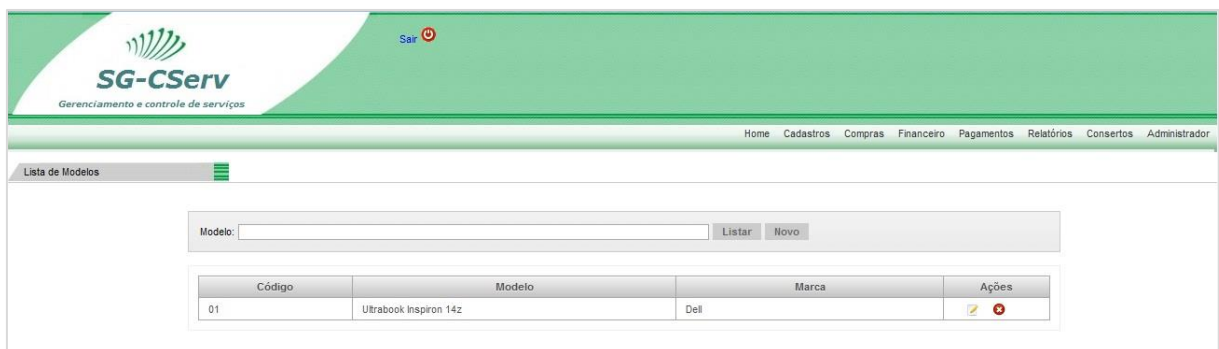 Sair
SG-CServ
Gerenciamento e controle de serviços
Home Cadastros Compras Financeiro Pagamentos Relatórios Consertos Administrador
Lista de Modelos
Modelo: Listar Novo
Código Modelo Marca Ações
01 Ultrabook Inspiron 14z Dell